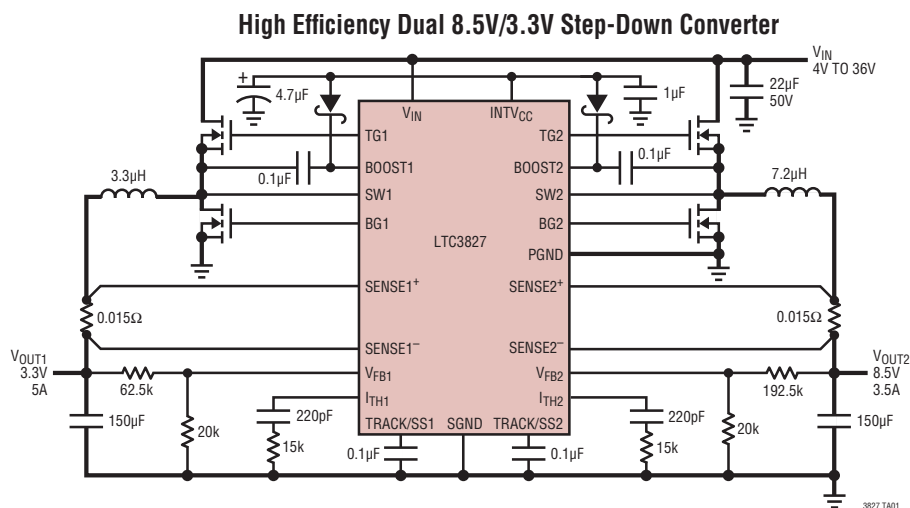 High Efficiency Dual 8.5V/3.3V Step-Down Converter
VIN
4V TO 36V
+
4.7µF
1µF
22µF
50V
VIN
INTVCC
TG1
TG2
0.1µF
0.1µF
BOOST1
BOOST2
3.3µH
7.2µH
SW1
SW2
BG1
BG2
LTC3827
PGND
SENSE1+
SENSE2+
0.015Ω
0.015Ω
SENSE1–
SENSE2–
VOUT1
3.3V
5A
VOUT2
8.5V
3.5A
62.5k
VFB1
VFB2
192.5k
ITH1
ITH2
150µF
20k
220pF
15k
TRACK/SS1
SGND
TRACK/SS2
0.1µF
0.1µF
220pF
15k
20k
150µF
3827 TA01